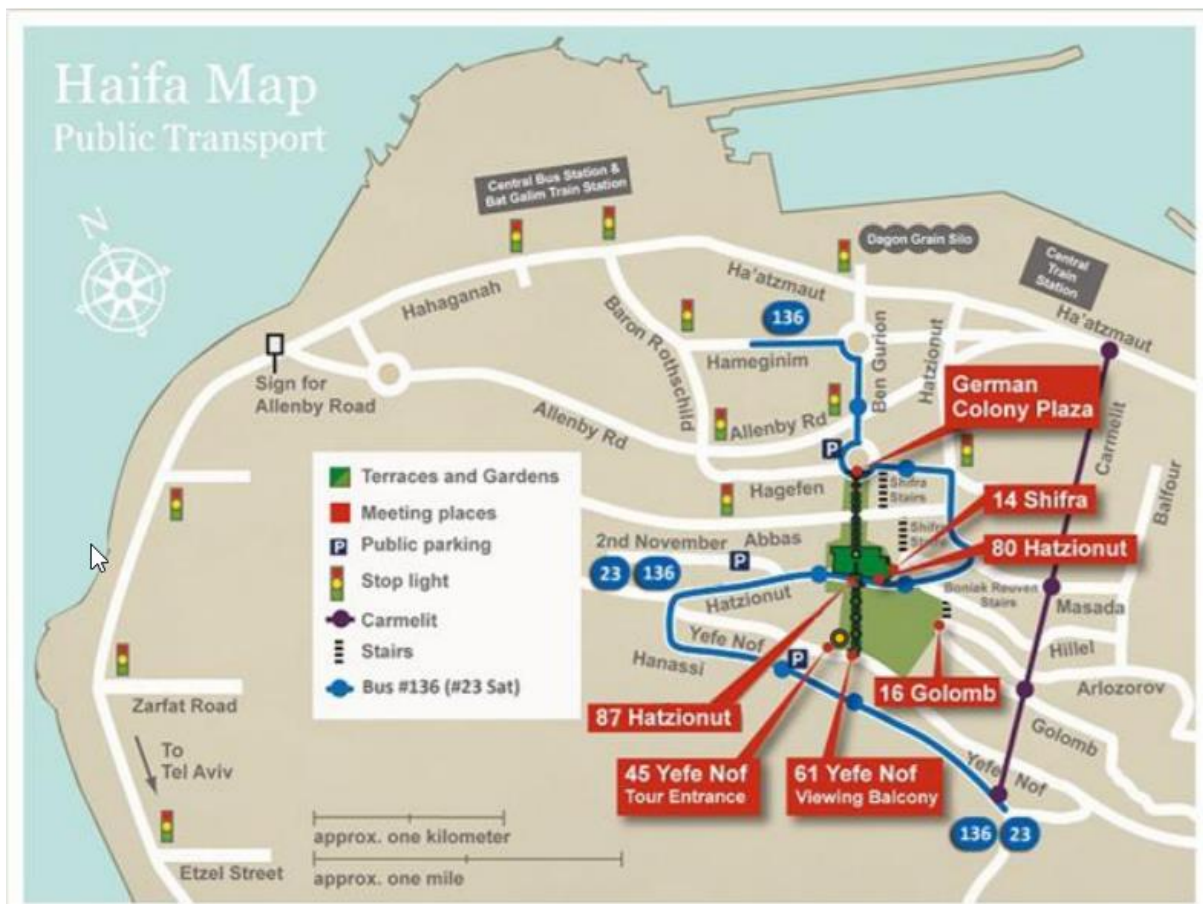 Haifa Map
Public Transport
N
Central Bus Station &
Bat Galim Train Station
Dagon Grain Silo
Central
Train
Station
Ha'atzmaut
Ha'atzmaut
Hahaganah
Baron Rothschild
136
Hameginim
Ben Gurion
Hatzionut
Sign for
Allenby Road
Allenby Rd
Allenby Rd
German
Colony Plaza
Carmelit
Balfour
P
Hagefen
Shifra
Stairs
14 Shifra
Shifra
Stairs
80 Hatzionut
Terraces and Gardens
Meeting places
P Public parking
Stop light
Carmelit
Stairs
Bus #136 (#23 Sat)
2nd November
Abbas
P
23 136
Hatzionut
Boniak Reuven
Stairs
Masada
Yefe Nof
Hanassi
P
Hillel
16 Golomb
Arlozorov
87 Hatzionut
Golomb
Zarfat Road
To
Tel Aviv
45 Yefe Nof
Tour Entrance
61 Yefe Nof
Viewing Balcony
Yefe Nof
136 23
approx. one kilometer
approx. one mile
Etzel Street